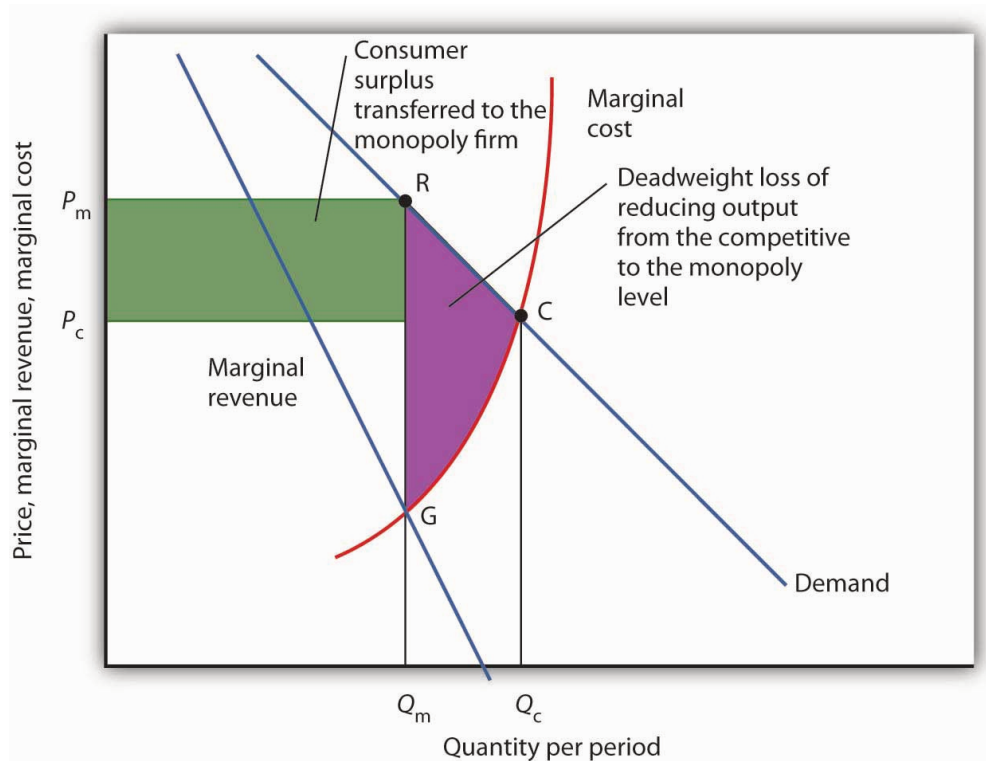 Consumer
surplus
transferred to the
monopoly firm
Marginal
cost
R
Deadweight loss of
reducing output
from the competitive
to the monopoly
level
Pm
Pc
C
Marginal
revenue
G
Demand
Qm
Qc
Quantity per period
Price, marginal revenue, marginal cost